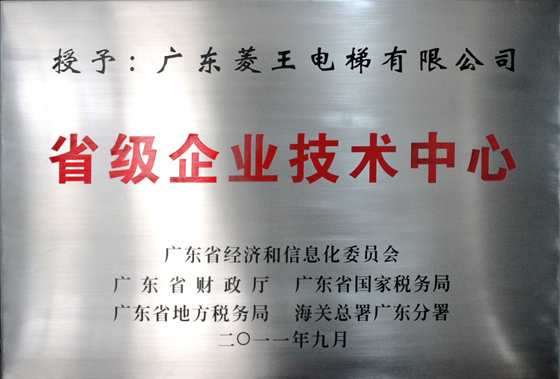 授予：广东菱王电梯有限公司
省级企业技术中心
广东省经济和信息化委员会
广东省财政厅 广东省国家税务局
广东省地方税务局 海关总署广东分署
二〇一一年九月